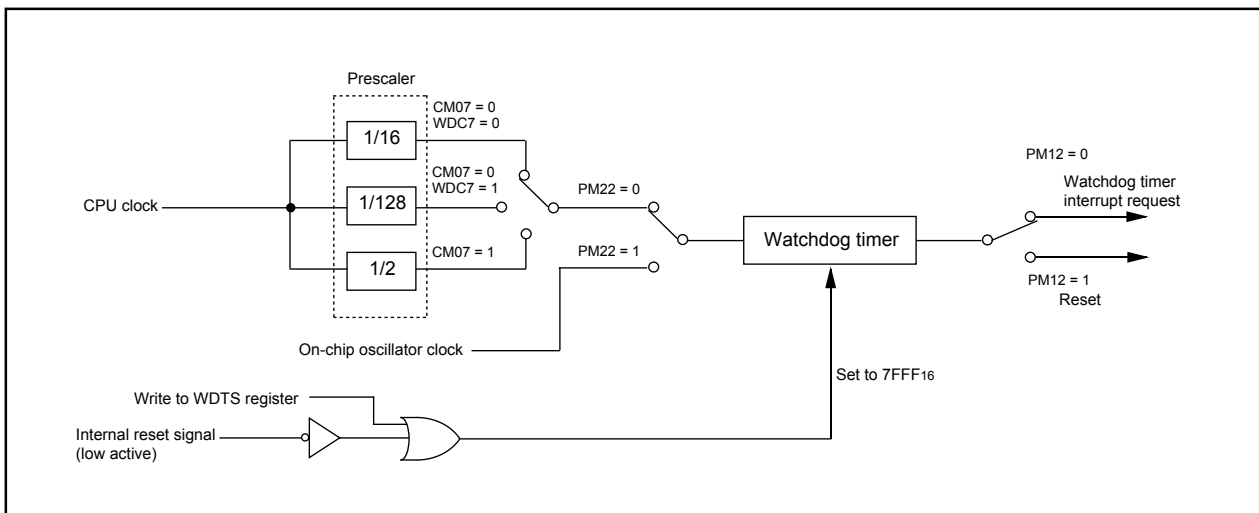 Prescaler
CM07 = 0
WDC7 = 0
1/16
PM12 = 0
CM07 = 0
WDC7 = 1
PM22 = 0
Watchdog timer
interrupt request
CPU clock
1/128
Watchdog timer
CM07 = 1
PM22 = 1
1/2
PM12 = 1
Reset
On-chip oscillator clock
Set to 7FFF16
Write to WDTS register
Internal reset signal
(low active)